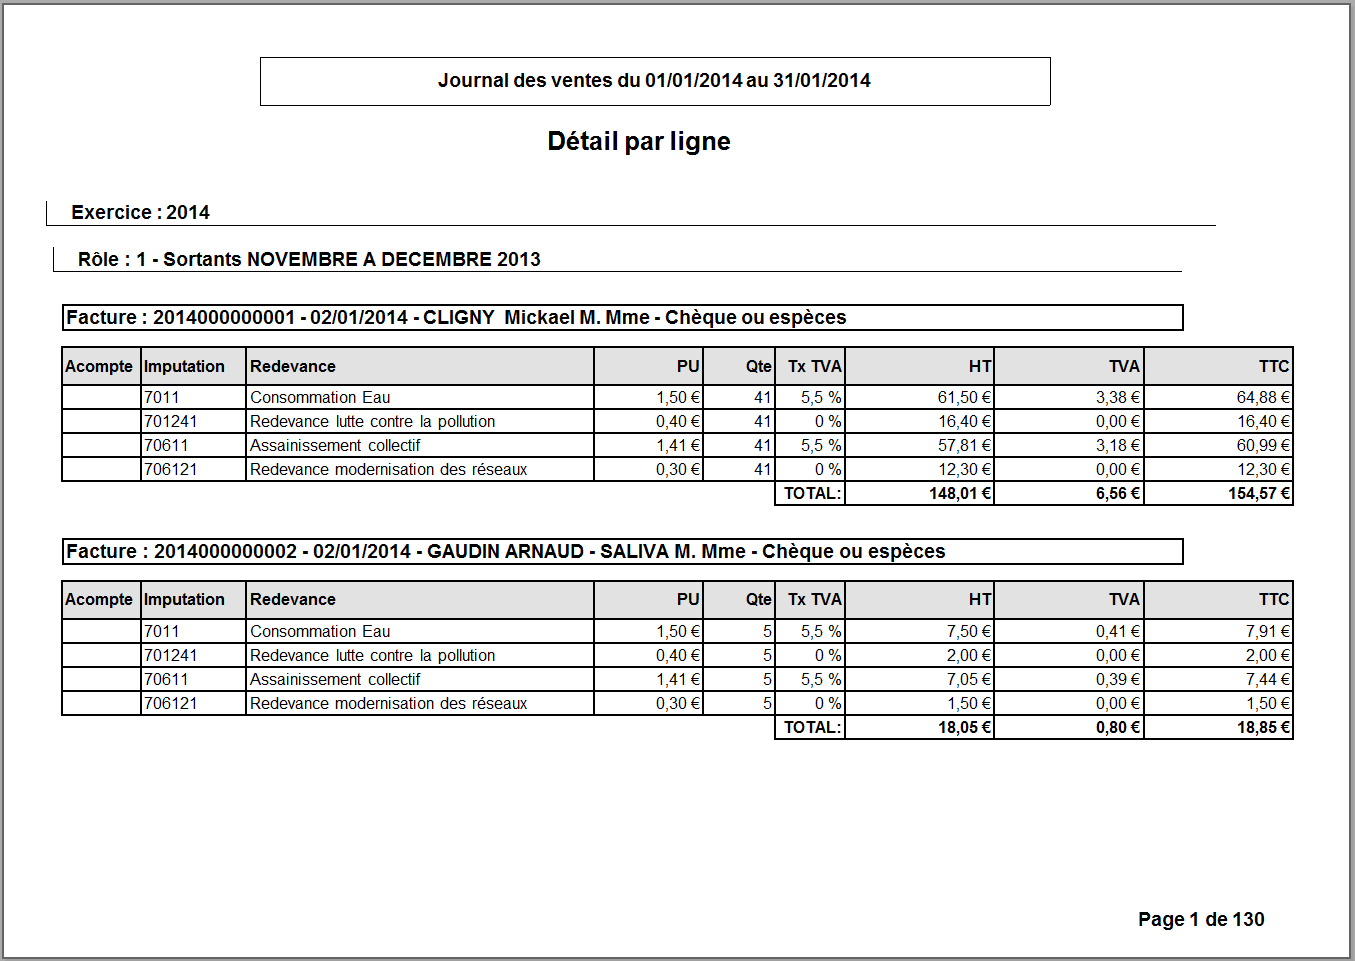 Journal des ventes du 01/01/2014 au 31/01/2014
Détail par ligne
Exercice : 2014
Rôle : 1 - Sortants NOVEMBRE A DECEMBRE 2013
Facture : 2014000000001 - 02/01/2014 - CLIGNY  Mickael M. Mme - Chèque ou espèces
Acompte Imputation Redevance PU Qte Tx TVA HT TVA TTC
7011 Consommation Eau 1,50 € 41 5,5 % 61,50 € 3,38 € 64,88 €
701241 Redevance lutte contre la pollution 0,40 € 41 0 % 16,40 € 0,00 € 16,40 €
70611 Assainissement collectif 1,41 € 41 5,5 % 57,81 € 3,18 € 60,99 €
706121 Redevance modernisation des réseaux 0,30 € 41 0 % 12,30 € 0,00 € 12,30 €
TOTAL: 148,01 € 6,56 € 154,57 €
Facture : 2014000000002 - 02/01/2014 - GAUDIN ARNAUD - SALIVA M. Mme - Chèque ou espèces
Acompte Imputation Redevance PU Qte Tx TVA HT TVA TTC
7011 Consommation Eau 1,50 € 5 5,5 % 7,50 € 0,41 € 7,91 €
701241 Redevance lutte contre la pollution 0,40 € 5 0 % 2,00 € 0,00 € 2,00 €
70611 Assainissement collectif 1,41 € 5 5,5 % 7,05 € 0,39 € 7,44 €
706121 Redevance modernisation des réseaux 0,30 € 5 0 % 1,50 € 0,00 € 1,50 €
TOTAL: 18,05 € 0,80 € 18,85 €
Page 1 de 130